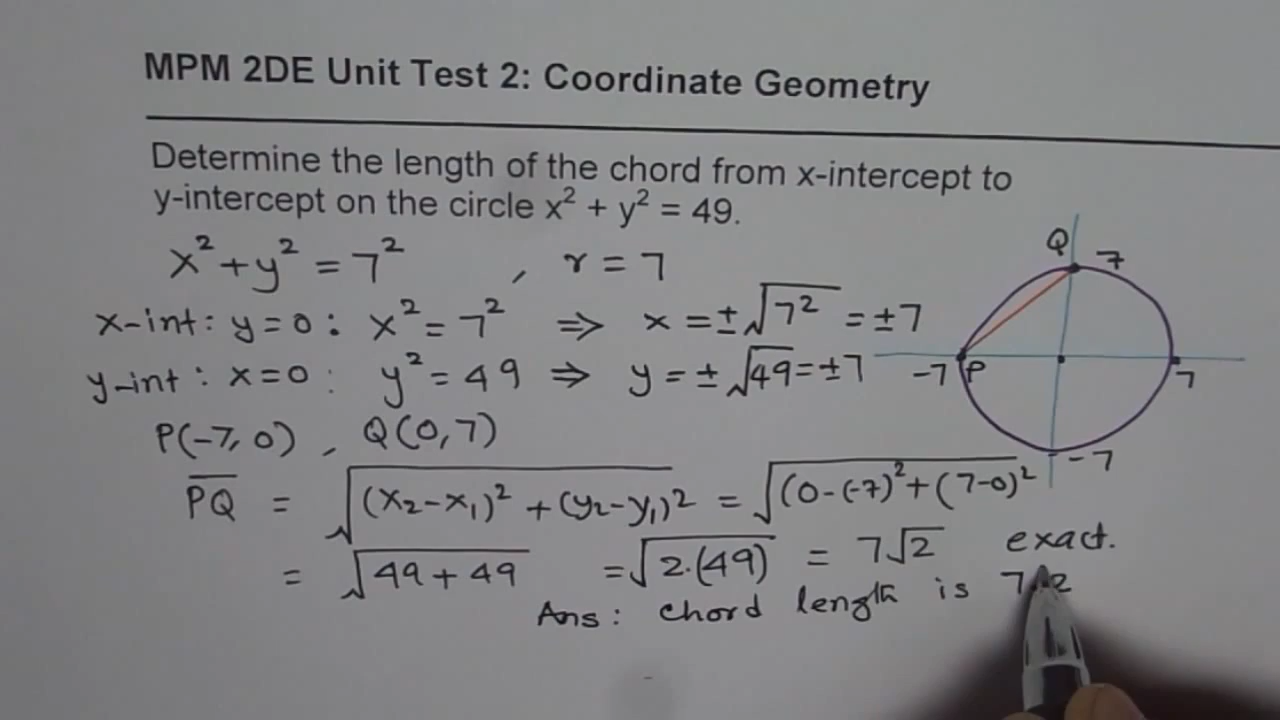 MPM 2DE Unit Test 2: Coordinate Geometry
Determine the length of the chord from x-intercept to
y-intercept on the circle x² + y² = 49.
x² + y² = 7² , r = 7
x-int: y=0 : x² = 7² ⇒ x = ±√7² = ±7
y-int : x=0 : y² = 49 ⇒ y = ±√49 = ±7
P(-7, 0) , Q(0, 7)
PQ = √(x₂-x₁)² + (y₂-y₁)² = √(0-(-7)² + (7-0)²
= √49 + 49 = √2·(49) = 7√2 exact.
Ans: chord length is 7√2
Q
7
-7
P
7
-7